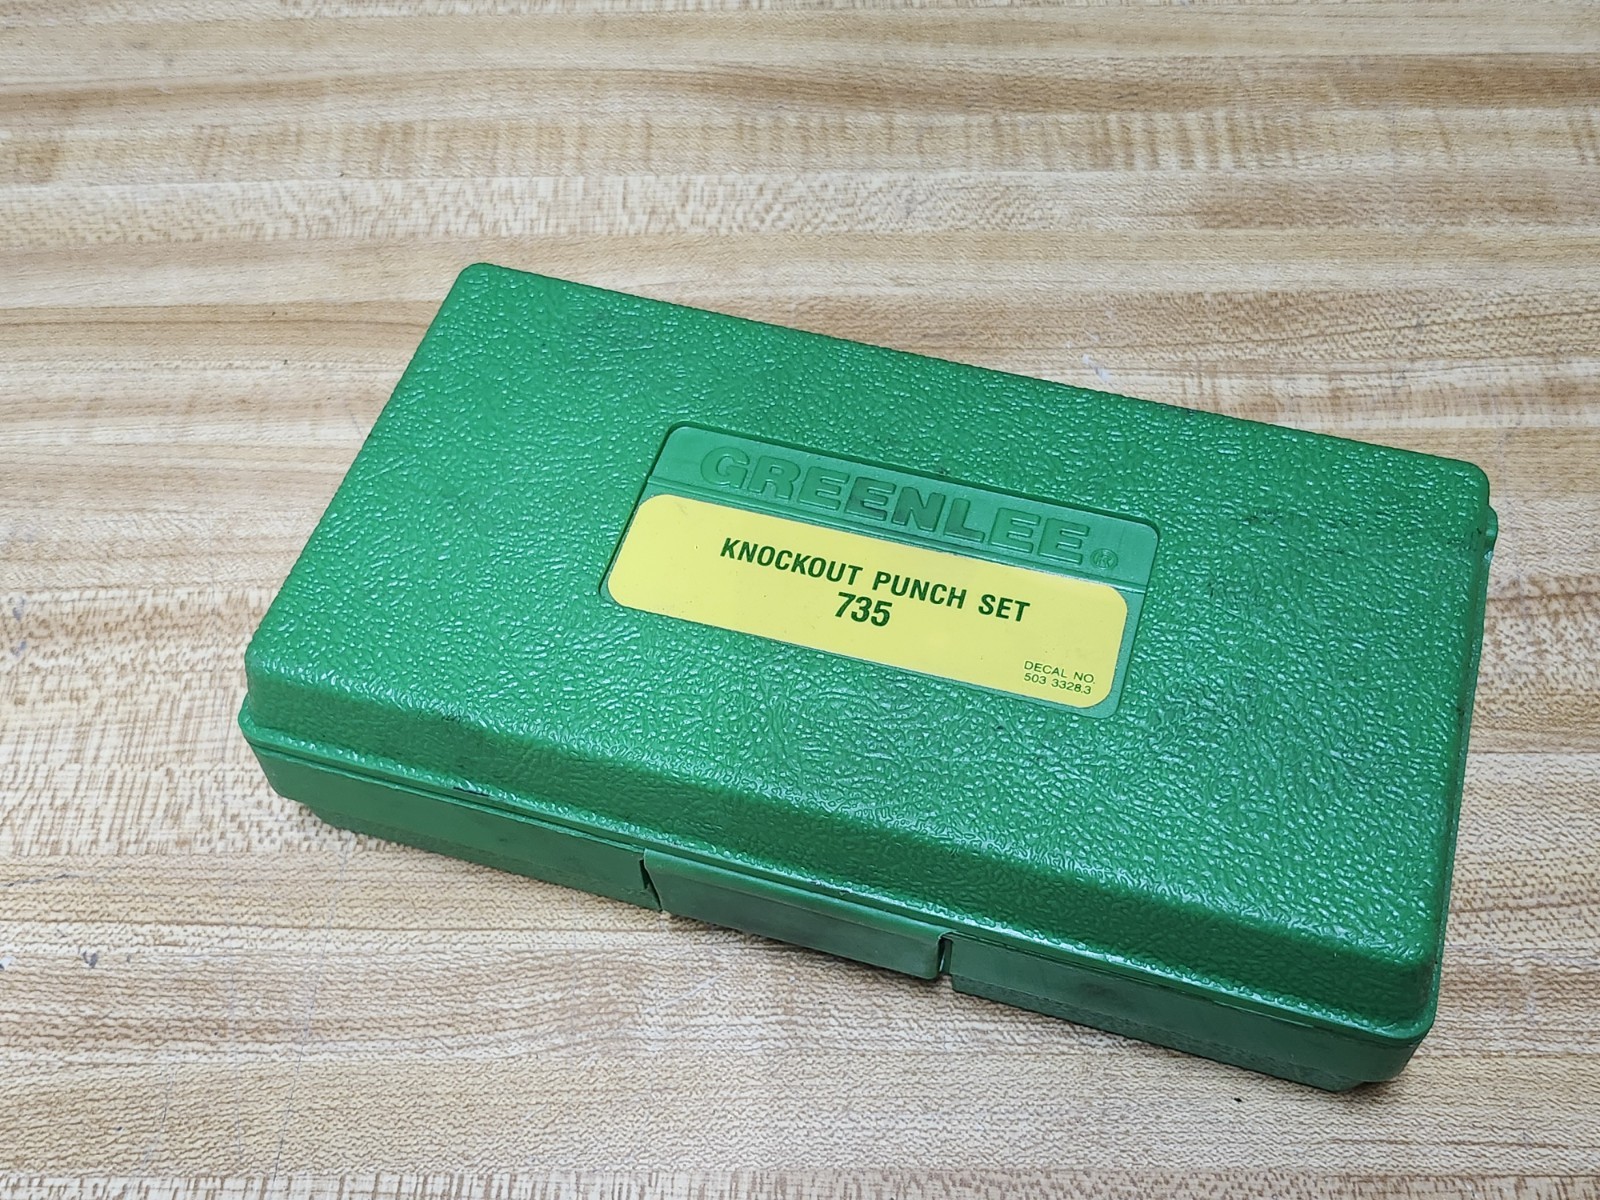 GREENLEE®
KNOCKOUT PUNCH SET
735
DECAL NO.
503 3328.3